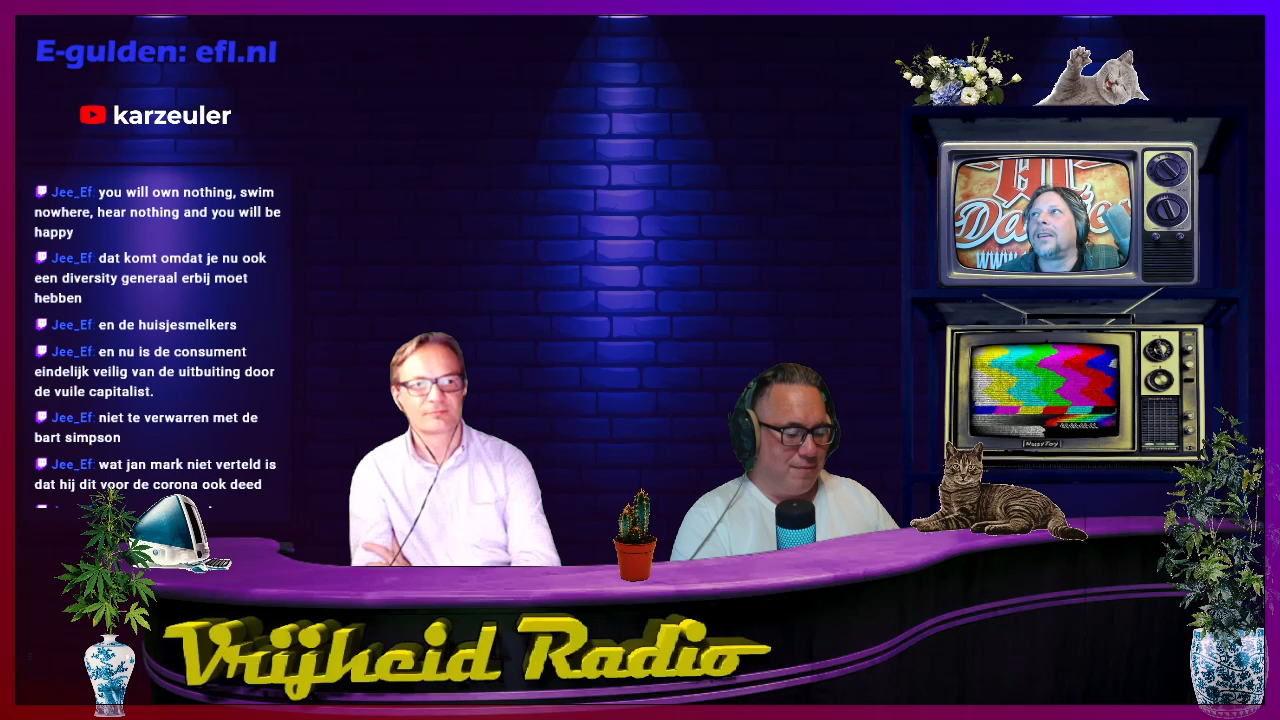 E-gulden: efl.nl
karzeuler
Jee_Ef: you will own nothing, swim
nowhere, hear nothing and you will be
happy
Jee_Ef: dat komt omdat je nu ook
een diversity generaal erbij moet
hebben
Jee_Ef: en de huisjesmelkers
Jee_Ef: en nu is de consument
eindelijk veilig van de uitbuiting door
de vuile capitalist.
Jee_Ef: niet te verwarren met de
bart simpson
Jee_Ef: wat jan mark niet verteld is
dat hij dit voor de corona ook deed
Vrijheid Radio